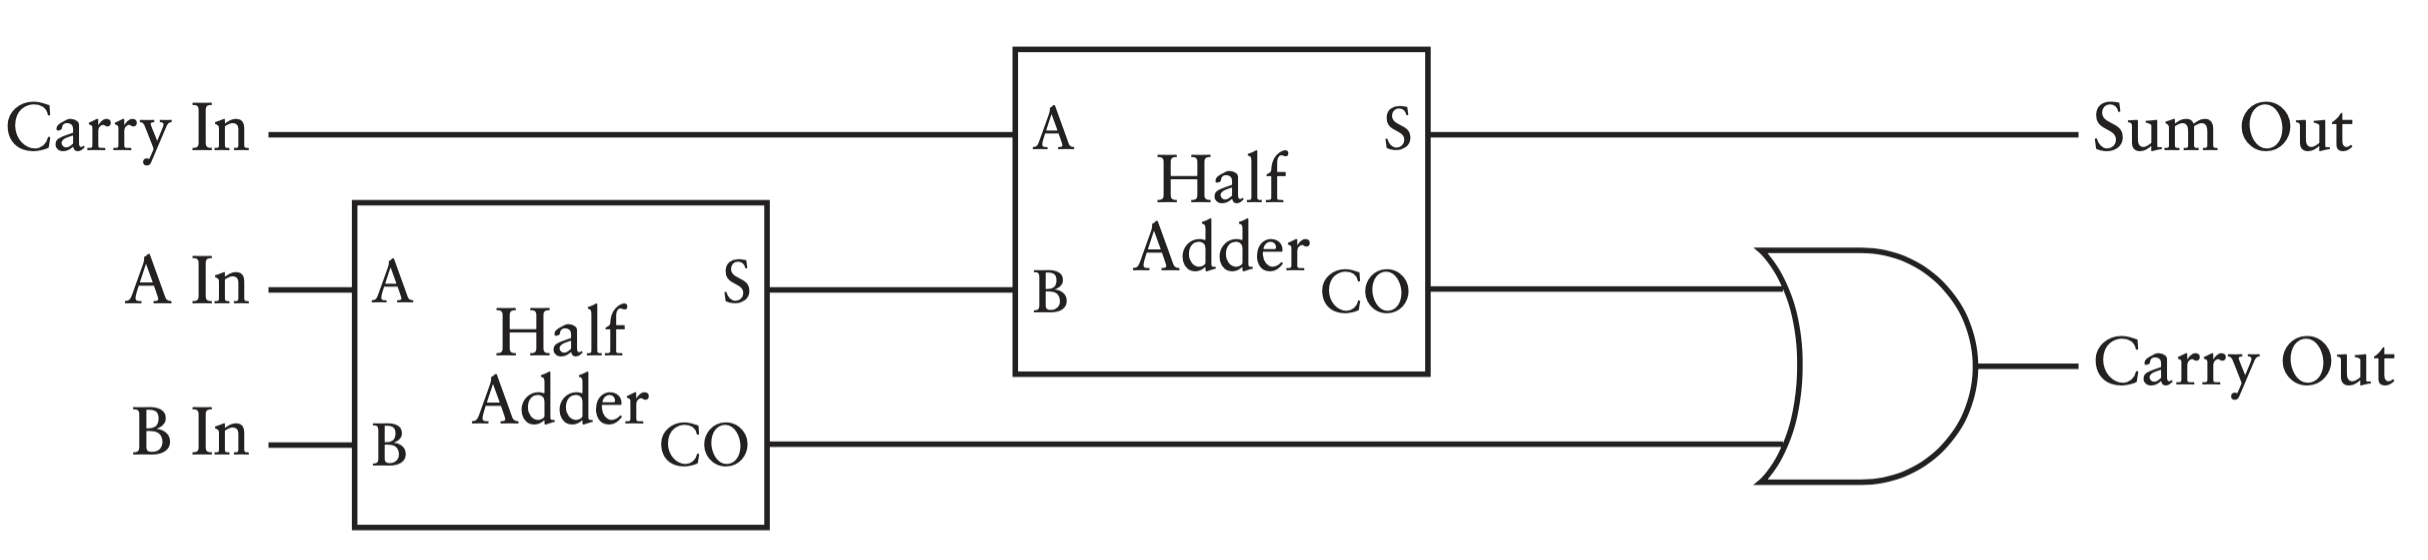 Carry In
A
S
Sum Out
Half
Adder
B
CO
A In
A
S
Half
Adder
B In
B
CO
Carry Out